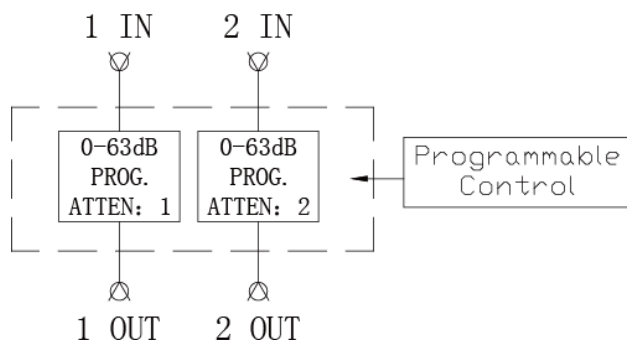 1 IN
2 IN
0-63dB
PROG.
ATTEN: 1
0-63dB
PROG.
ATTEN: 2
Programmable
Control
1 OUT
2 OUT